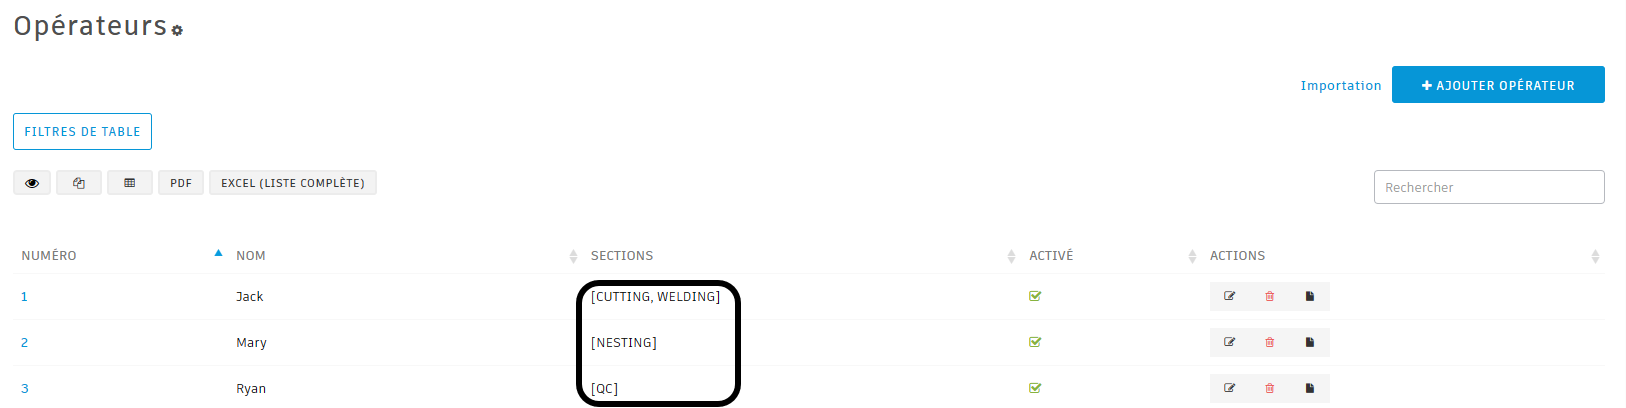 Opérateurs
Importation
AJOUTER OPÉRATEUR
FILTRES DE TABLE
PDF
EXCEL (LISTE COMPLÈTE)
Rechercher
NUMÉRO NOM SECTIONS ACTIVÉ ACTIONS
1 Jack [CUTTING, WELDING]
2 Mary [NESTING]
3 Ryan [QC]